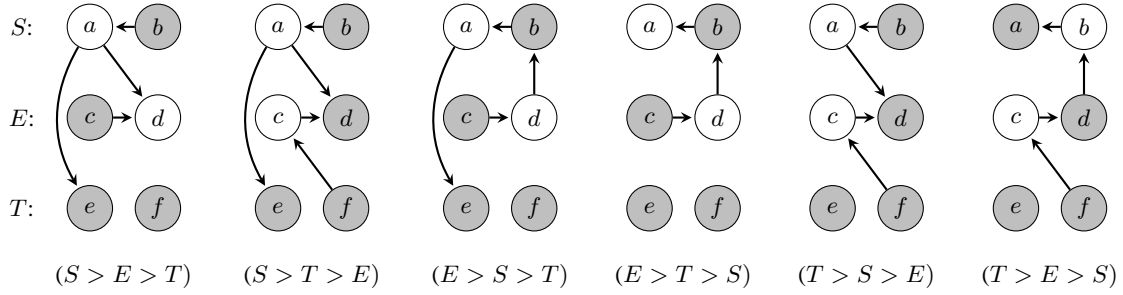 S: a b a b a b a b a b a b
E: c d c d c d c d c d c d
T: e f e f e f e f e f e f
(S > E > T) (S > T > E) (E > S > T) (E > T > S) (T > S > E) (T > E > S)